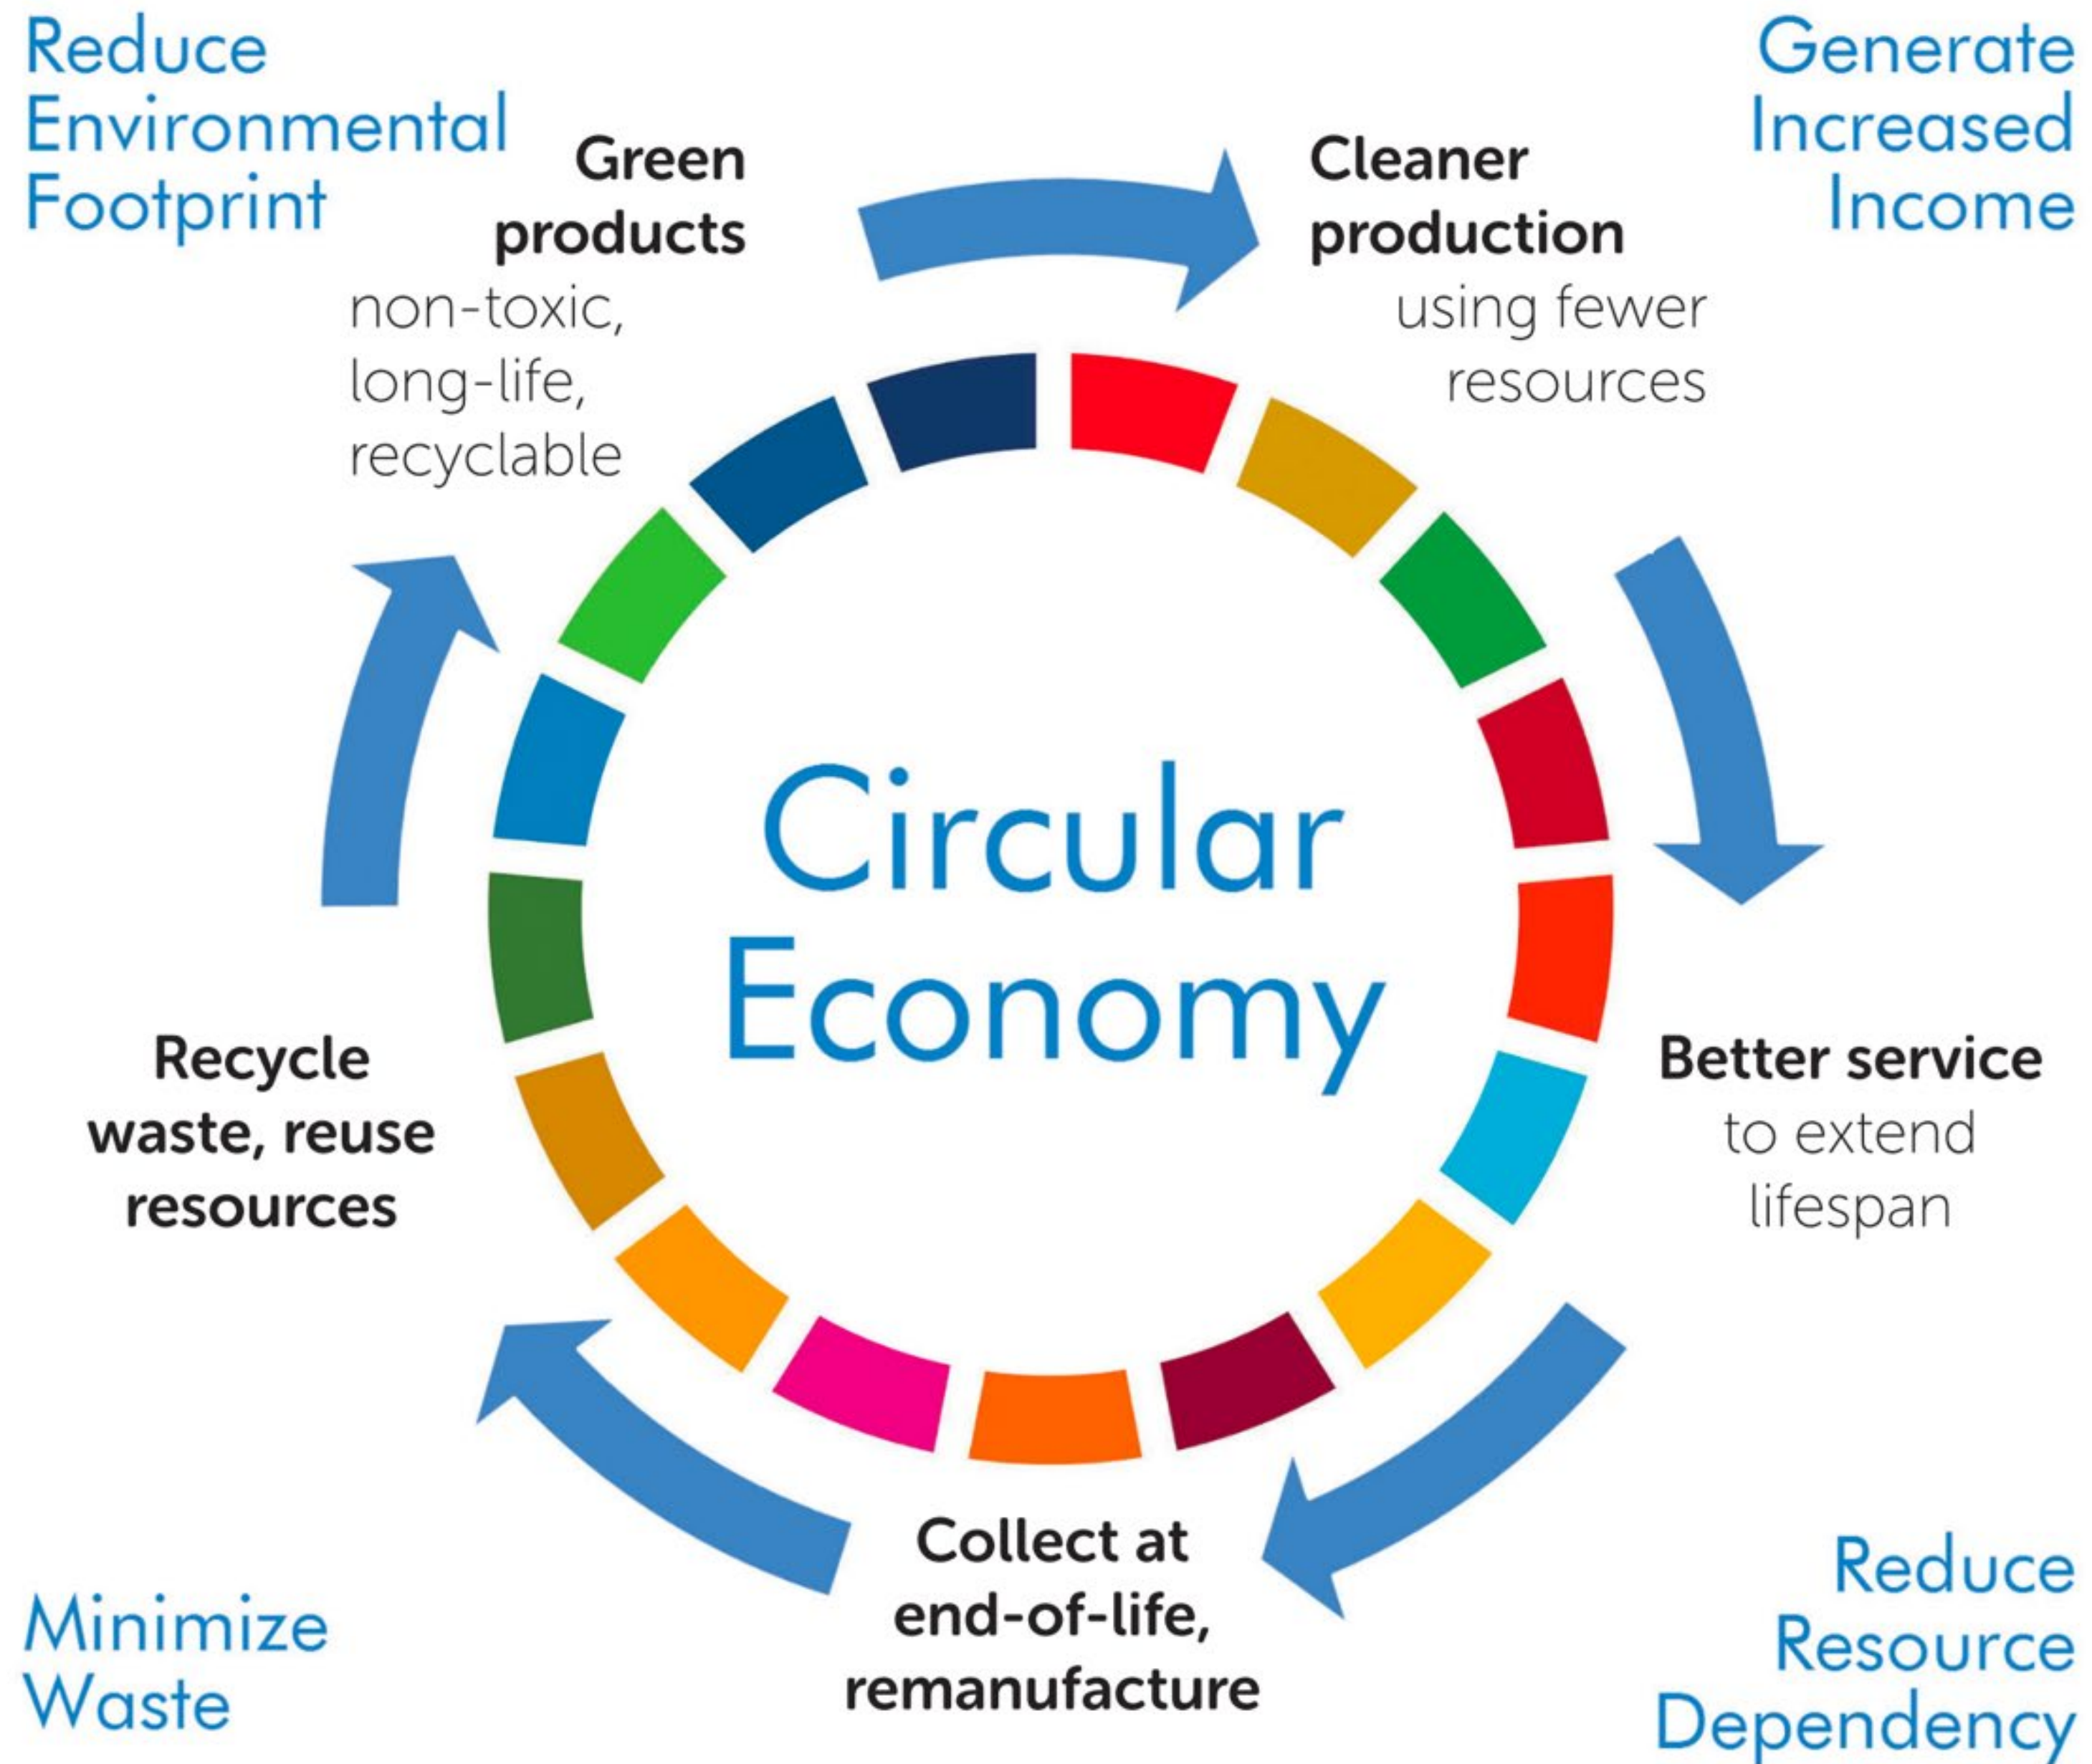 Reduce
Environmental
Footprint
Generate
Increased
Income
Green
products
non-toxic,
long-life,
recyclable
Cleaner
production
using fewer
resources
Circular
Economy
Better service
to extend
lifespan
Collect at
end-of-life,
remanufacture
Recycle
waste, reuse
resources
Minimize
Waste
Reduce
Resource
Dependency